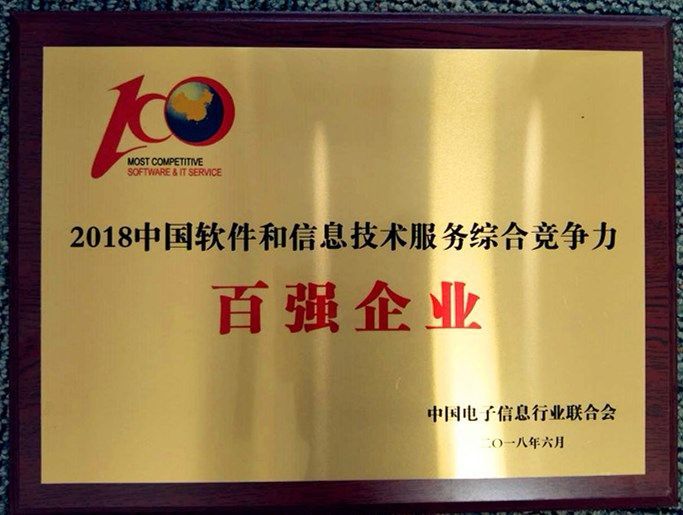 100
MOST COMPETITIVE
SOFTWARE & IT SERVICE
2018中国软件和信息技术服务综合竞争力
百强企业
中国电子信息行业联合会
二〇一八年六月